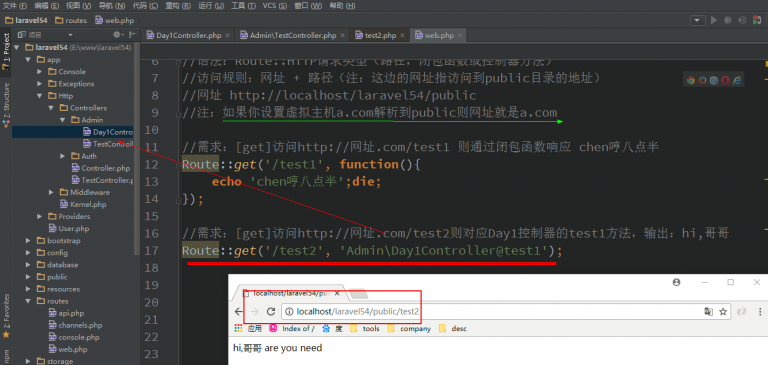 文件(F) 编辑(E) 视图(V) 导航(N) 代码(C) 重构(R) 运行(U) 工具(T) VCS(S) 窗口(W) 帮助(H)
laravel54 routes web.php
项目
Day1Controller.php Admin\TestController.php test2.php web.php
1: Project
2: Structure
2: Favorites
npm
laravel54 (E:\www\laravel54)
app
Console
Exceptions
Http
Controllers
Admin
Day1Contro
TestControll
Auth
Controller.php
TestController.p
Middleware
Kernel.php
Providers
User.php
bootstrap
config
database
public
resources
routes
api.php
channels.php
console.php
web.php
storage
6 //语法：Route::HTTP请求类型（路径，闭包函数或控制器方法）
7 //访问规则：网址 + 路径（注：这边的网址指访问到public目录的地址）
8 //网址 http://localhost/laravel54/public
9 //注：如果你设置虚拟主机a.com解析到public则网址就是a.com
10
11 //需求：[get]访问http://网址.com/test1 则通过闭包函数响应 chen哼八点半
12 Route::get('/test1', function(){
13 echo 'chen哼八点半';die;
14 });
15
16 //需求：[get]访问http://网址.com/test2则对应Day1控制器的test1方法，输出：hi,哥哥
17 Route::get('/test2', 'Admin\Day1Controller@test1');
18
19
20
21
22
23
localhost/laravel54/pu
localhost/laravel54/public/test2
应用 Index of / 度 tools company desc
hi,哥哥 are you need